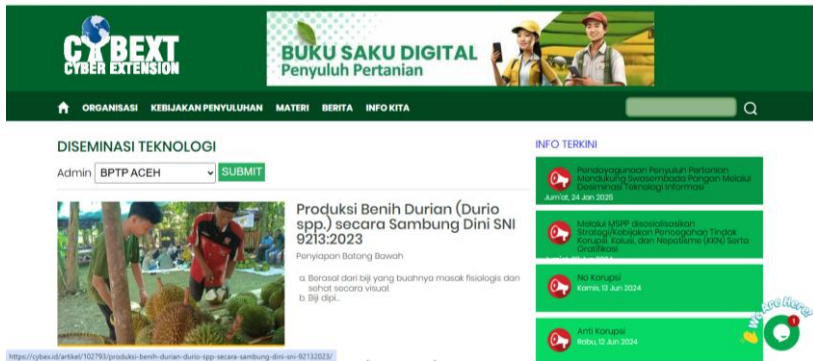 CYBEXT
CYBER EXTENSION
BUKU SAKU DIGITAL
Penyuluh Pertanian
ORGANISASI KEBIJAKAN PENYULUHAN MATERI BERITA INFO KITA
DISEMINASI TEKNOLOGI
Admin BPTP ACEH SUBMIT
Produksi Benih Durian (Durio
spp.) secara Sambung Dini SNI
9213:2023
Penyiapan Batang Bawah
a. Berasal dari biji yang buahnya masak fisiologis dan
sehat secara visual
b. Biji dipi...
INFO TERKINI
Pendayagunaan Penyuluh Pertanian
Mendukung Swasembada Pangan Melalui
Desiminasi Teknologi Informasi
Jum'at, 24 Jan 2025
Melalui MSPP disosialisasikan
Strategi/Kebijakan Pencegahan Tindak
Korupsi, Kolusi, dan Nepotisme (KKN) Serta
Gratifikasi
No Korupsi
Kamis, 13 Jun 2024
Anti Korupsi
Rabu, 12 Jun 2024
We Are Here!
1
https://cybex.id/artikel/102793/produksi-benih-durian-durio-spp-secara-sambung-dini-sni-92132023/